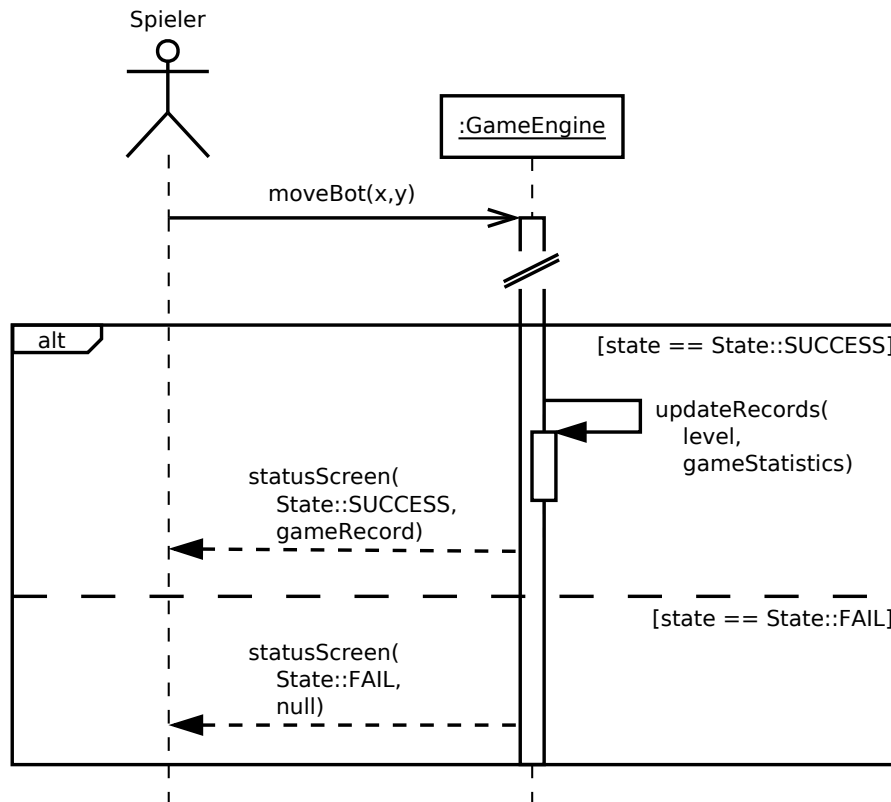 Spieler
:GameEngine
moveBot(x,y)
alt
[state == State::SUCCESS]
updateRecords(
level,
gameStatistics)
statusScreen(
State::SUCCESS,
gameRecord)
[state == State::FAIL]
statusScreen(
State::FAIL,
null)